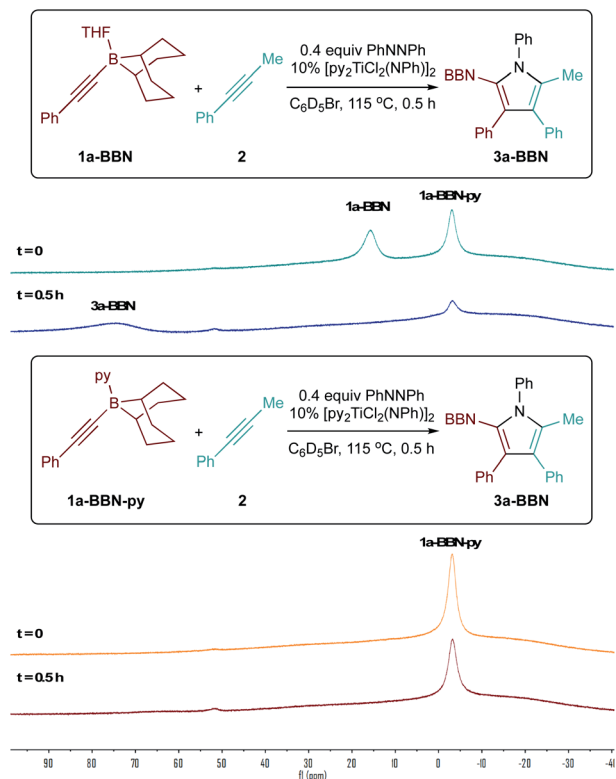 THF
B
Ph
1a-BBN
+
Me
Ph
2
0.4 equiv PhNNPh
10% [py₂TiCl₂(NPh)]₂
C₆D₅Br, 115 ºC, 0.5 h
Ph
N
BBN
Me
Ph
Ph
3a-BBN
1a-BBN
1a-BBN-py
t = 0
t = 0.5 h
3a-BBN
py
B
Ph
1a-BBN-py
+
Me
Ph
2
0.4 equiv PhNNPh
10% [py₂TiCl₂(NPh)]₂
C₆D₅Br, 115 ºC, 0.5 h
Ph
N
BBN
Me
Ph
Ph
3a-BBN
1a-BBN-py
t = 0
t = 0.5 h
90 80 70 60 50 40 30 20 10 0 -10 -20 -30 -40
f1 (ppm)